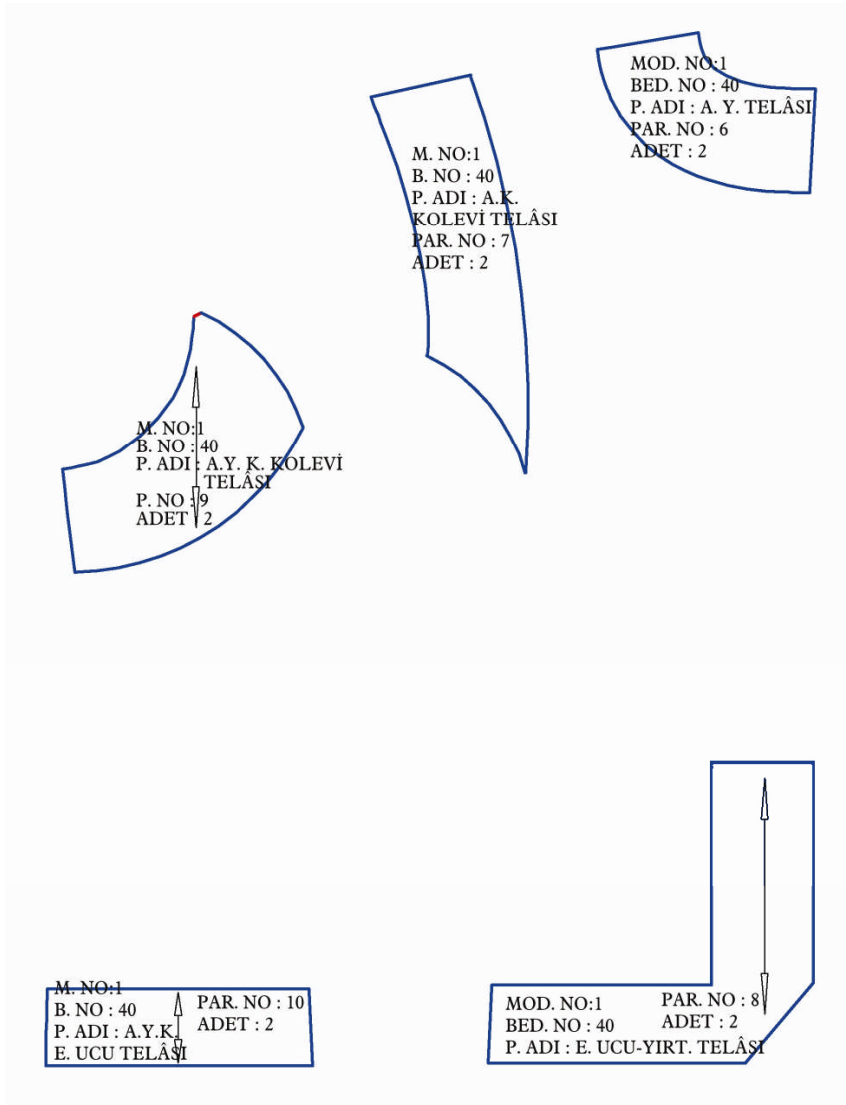 MOD. NO:1
BED. NO : 40
P. ADI : A. Y. TELÂSI
PAR. NO : 6
ADET : 2
M. NO:1
B. NO : 40
P. ADI : A.K.
KOLEVİ TELÂSI
PAR. NO : 7
ADET : 2
M. NO:1
B. NO : 40
P. ADI : A.Y. K. KOLEVİ
TELÂSI
P. NO : 9
ADET : 2
M. NO:1
B. NO : 40
P. ADI : A.Y.K.
E. UCU TELÂSI
PAR. NO : 10
ADET : 2
MOD. NO:1
BED. NO : 40
P. ADI : E. UCU-YIRT. TELÂSI
PAR. NO : 8
ADET : 2